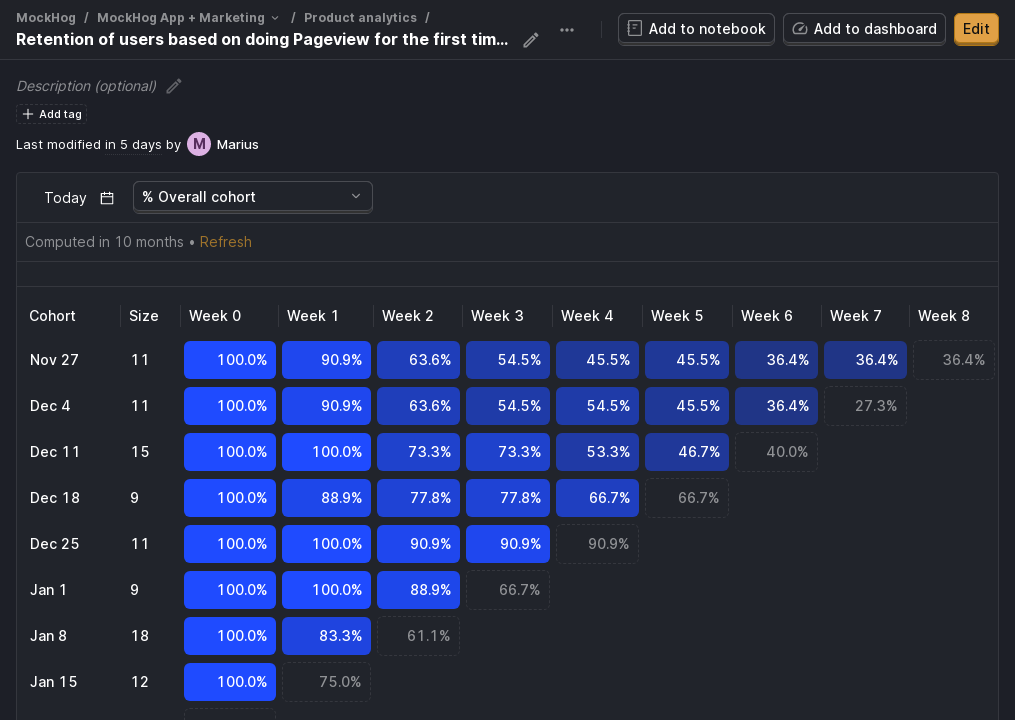 MockHog / MockHog App + Marketing / Product analytics /
Retention of users based on doing Pageview for the first tim...
Add to notebook
Add to dashboard
Edit
Description (optional)
Add tag
Last modified in 5 days by M Marius
Today
% Overall cohort
Computed in 10 months • Refresh
Cohort Size Week 0 Week 1 Week 2 Week 3 Week 4 Week 5 Week 6 Week 7 Week 8
Nov 27 11 100.0% 90.9% 63.6% 54.5% 45.5% 45.5% 36.4% 36.4% 36.4%
Dec 4 11 100.0% 90.9% 63.6% 54.5% 54.5% 45.5% 36.4% 27.3%
Dec 11 15 100.0% 100.0% 73.3% 73.3% 53.3% 46.7% 40.0%
Dec 18 9 100.0% 88.9% 77.8% 77.8% 66.7% 66.7%
Dec 25 11 100.0% 100.0% 90.9% 90.9% 90.9%
Jan 1 9 100.0% 100.0% 88.9% 66.7%
Jan 8 18 100.0% 83.3% 61.1%
Jan 15 12 100.0% 75.0%